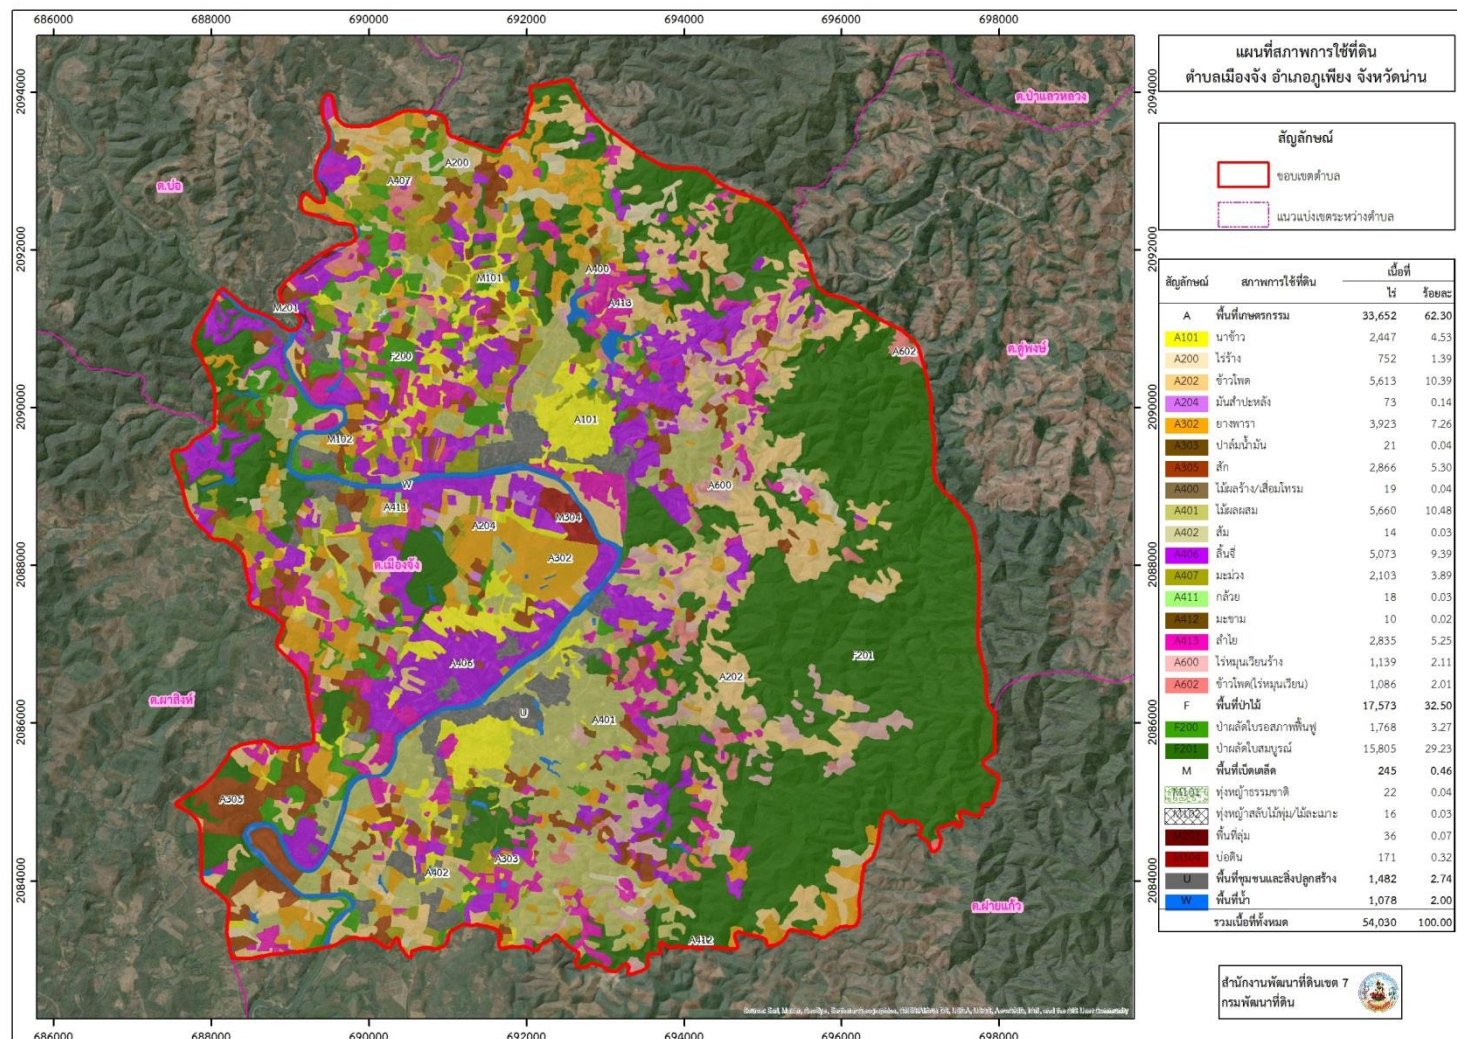 686000 688000 690000 692000 694000 696000 698000
แผนที่สภาพการใช้ที่ดิน
ตำบลเมืองจัง อำเภอภูเพียง จังหวัดน่าน
สัญลักษณ์
ขอบเขตตำบล
แนวแบ่งเขตระหว่างตำบล
สัญลักษณ์ สภาพการใช้ที่ดิน เนื้อที่
ไร่ ร้อยละ
A พื้นที่เกษตรกรรม 33,652 62.30
A101 นาข้าว 2,447 4.53
A200 ไร่ร้าง 752 1.39
A202 ข้าวโพด 5,613 10.39
A204 มันสำปะหลัง 73 0.14
A302 ยางพารา 3,923 7.26
A303 ปาล์มน้ำมัน 21 0.04
A305 สัก 2,866 5.30
A400 ไม้ผลร้าง/เสื่อมโทรม 19 0.04
A401 ไม้ผลผสม 5,660 10.48
A402 ส้ม 14 0.03
A406 ลิ้นจี่ 5,073 9.39
A407 มะม่วง 2,103 3.89
A411 กล้วย 18 0.03
A412 มะขาม 10 0.02
A413 ลำไย 2,835 5.25
A600 ไร่หมุนเวียนร้าง 1,139 2.11
A602 ข้าวโพด(ไร่หมุนเวียน) 1,086 2.01
F พื้นที่ป่าไม้ 17,573 32.50
F200 ป่าผลัดใบรอสภาพฟื้นฟู 1,768 3.27
F201 ป่าผลัดใบสมบูรณ์ 15,805 29.23
M พื้นที่เบ็ดเตล็ด 245 0.46
M101 ทุ่งหญ้าธรรมชาติ 22 0.04
M102 ทุ่งหญ้าสลับไม้พุ่ม/ไม้ละเมาะ 16 0.03
พื้นที่ลุ่ม 36 0.07
M304 บ่อดิน 171 0.32
U พื้นที่ชุมชนและสิ่งปลูกสร้าง 1,482 2.74
W พื้นที่น้ำ 1,078 2.00
รวมเนื้อที่ทั้งหมด 54,030 100.00
สำนักงานพัฒนาที่ดินเขต 7
กรมพัฒนาที่ดิน
2094000
2092000
2090000
2088000
2086000
2084000
2094000
2092000
2090000
2088000
2086000
2084000
ต.ป่าแลวหลวง
ต.บ่อ
A200
A407
A400
M101
A413
M201
F200
A602
ต.ตู้พงษ์
A101
M102
W
A600
A411
A204
M304
A302
ต.เมืองจัง
A406
F201
A202
ต.ผาสิงห์
U
A401
A305
A303
A402
ต.ฝายแก้ว
A412
686000 688000 690000 692000 694000 696000 698000